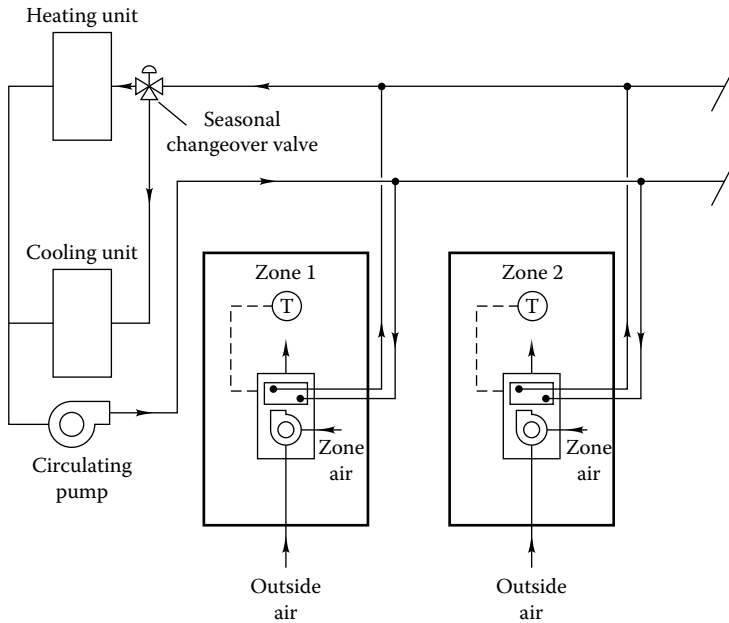 Heating unit
Seasonal
changeover valve
Cooling unit
Zone 1
Zone 2
T
T
Zone
air
Zone
air
Circulating
pump
Outside
air
Outside
air